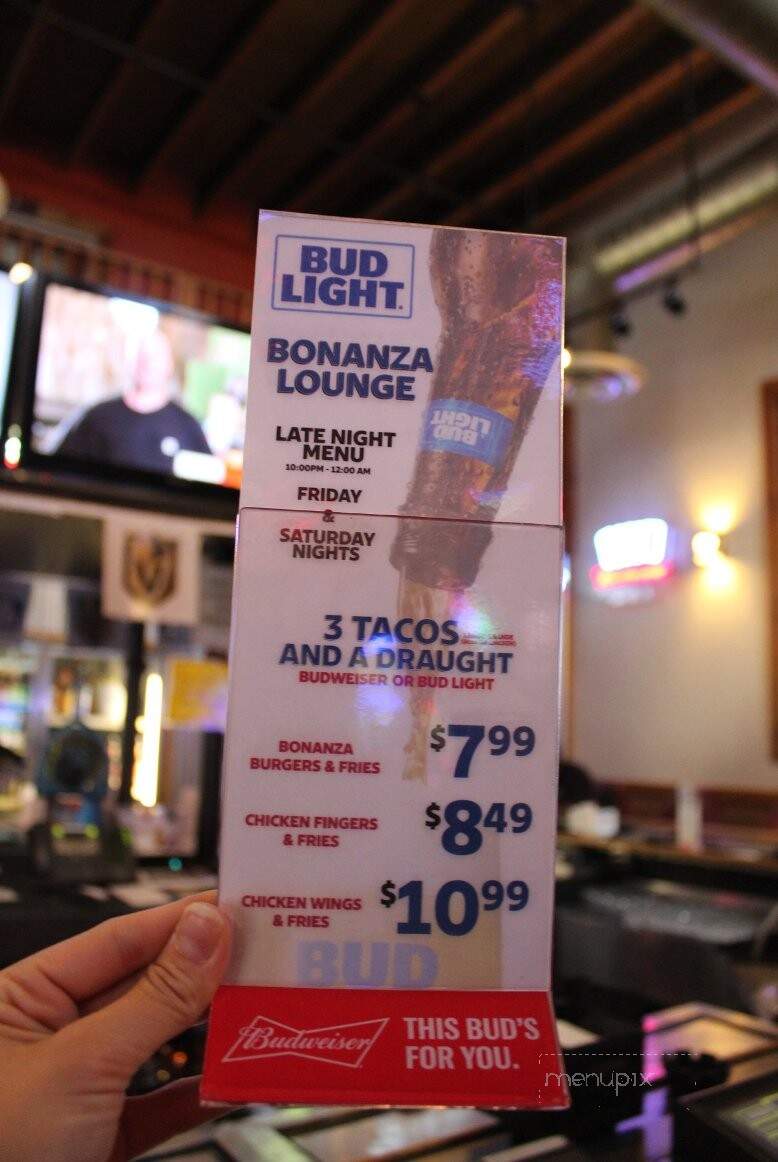 BUD
LIGHT
BONANZA
LOUNGE
BUD
LIGHT
LATE NIGHT
MENU
10:00PM - 12:00 AM
FRIDAY
&
SATURDAY
NIGHTS
3 TACOS
AND A DRAUGHT
BUDWEISER OR BUD LIGHT
BONANZA
BURGERS & FRIES
$7.99
CHICKEN FINGERS
& FRIES
$8.49
CHICKEN WINGS
& FRIES
$10.99
BUD
Budweiser
THIS BUD'S
FOR YOU.
menupix